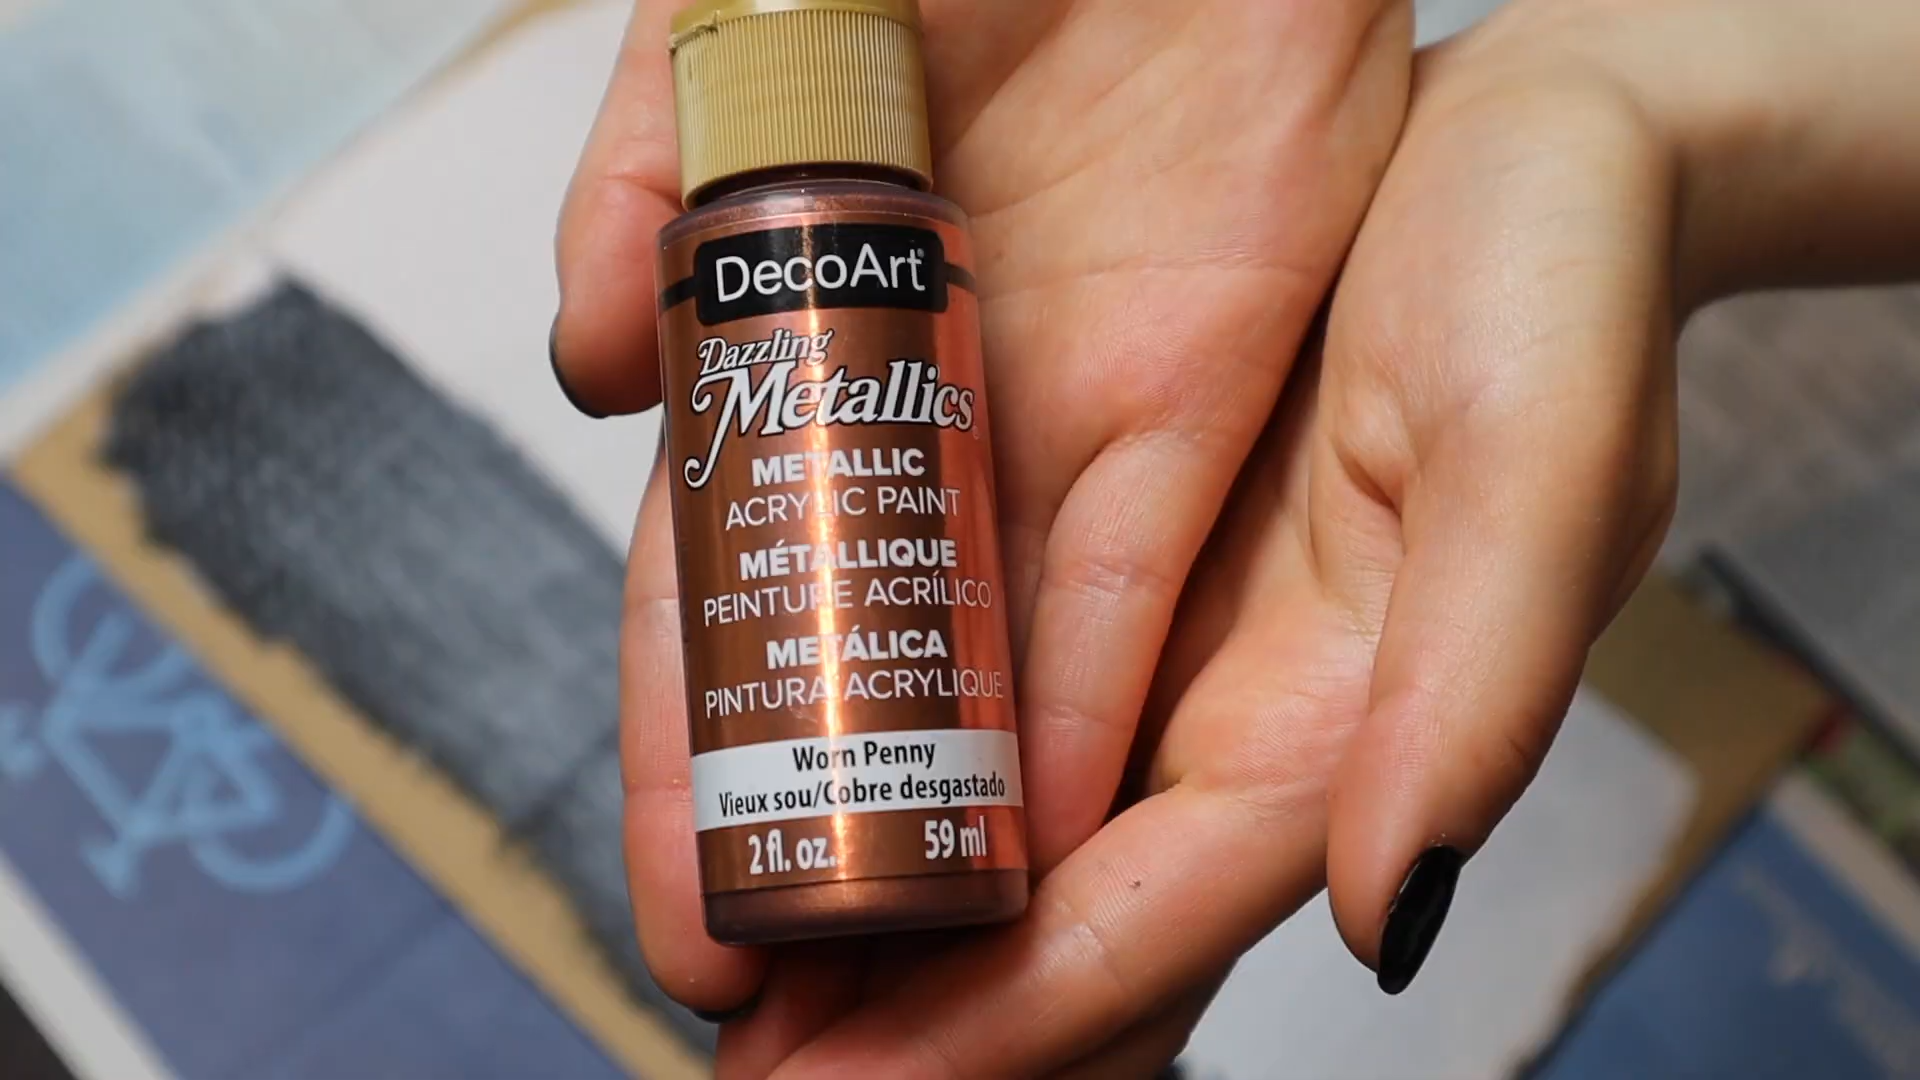 DecoArt®
Dazzling
Metallics
METALLIC
ACRYLIC PAINT
MÉTALLIQUE
PEINTURE ACRÍLICO
METÁLICA
PINTURA ACRYLIQUE
Worn Penny
Vieux sou/Cobre desgastado
2 fl. oz. 59 ml